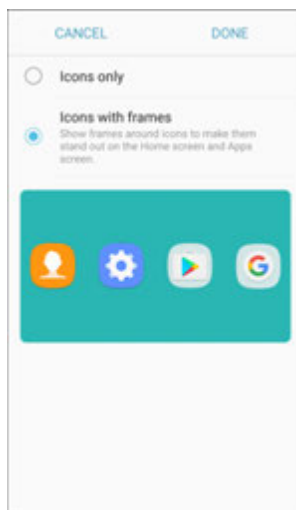 CANCEL DONE
Icons only
Icons with frames
Show frames around icons to make them
stand out on the Home screen and Apps
screen.
G